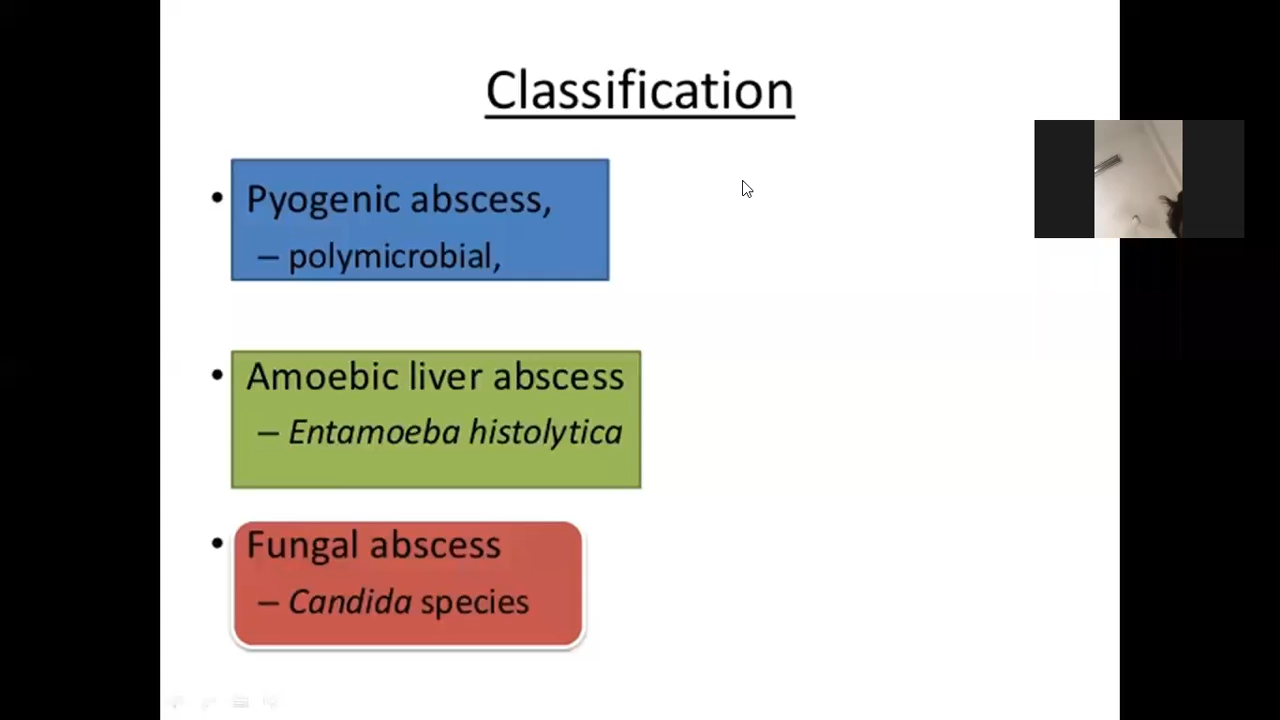 Classification
• Pyogenic abscess,
– polymicrobial,
• Amoebic liver abscess
– Entamoeba histolytica
• Fungal abscess
– Candida species